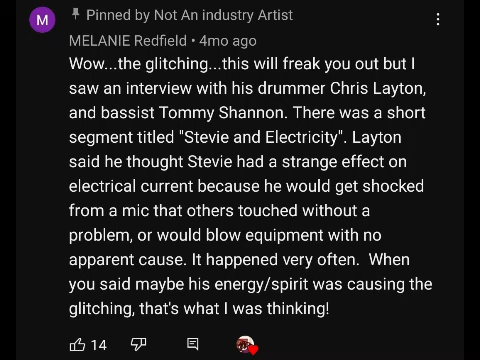 Pinned by Not An industry Artist
M
MELANIE Redfield • 4mo ago
Wow...the glitching...this will freak you out but I
saw an interview with his drummer Chris Layton,
and bassist Tommy Shannon. There was a short
segment titled "Stevie and Electricity". Layton
said he thought Stevie had a strange effect on
electrical current because he would get shocked
from a mic that others touched without a
problem, or would blow equipment with no
apparent cause. It happened very often.  When
you said maybe his energy/spirit was causing the
glitching, that's what I was thinking!
14